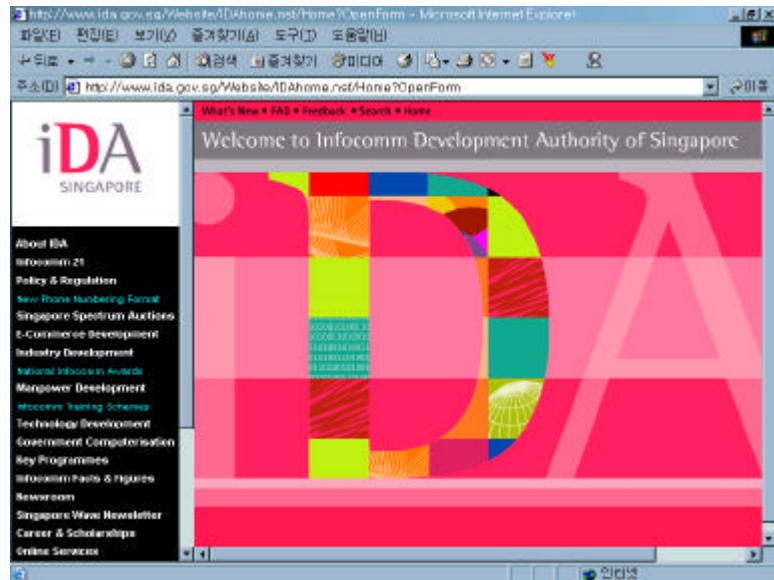 http://www.ida.gov.sg/Website/IDAhome.nsf/Home?OpenForm - Microsoft Internet Explorer
파일(F) 편집(E) 보기(V) 즐겨찾기(A) 도구(T) 도움말(H)
뒤로 검색 즐겨찾기 미디어
주소(D) http://www.ida.gov.sg/Website/IDAhome.nsf/Home?OpenForm 이동
What's New • FAQ • Feedback • Search • Home
iDA
SINGAPORE
Welcome to Infocomm Development Authority of Singapore
iDA
About IDA
Infocomm 21
Policy & Regulation
New Phone Numbering Format
Singapore Spectrum Auctions
E-Commerce Development
Industry Development
National Infocomm Awards
Manpower Development
Infocomm Training Schemes
Technology Development
Government Computerisation
Key Programmes
Infocomm Facts & Figures
Newsroom
Singapore Wave Newsletter
Career & Scholarships
Online Services
인터넷